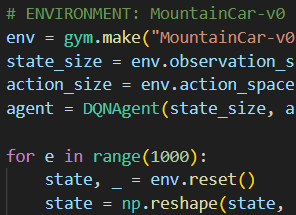 # ENVIRONMENT: MountainCar-v0
env = gym.make("MountainCar-v0
state_size = env.observation_s
action_size = env.action_space
agent = DQNAgent(state_size, a
for e in range(1000):
    state, _ = env.reset()
    state = np.reshape(state,